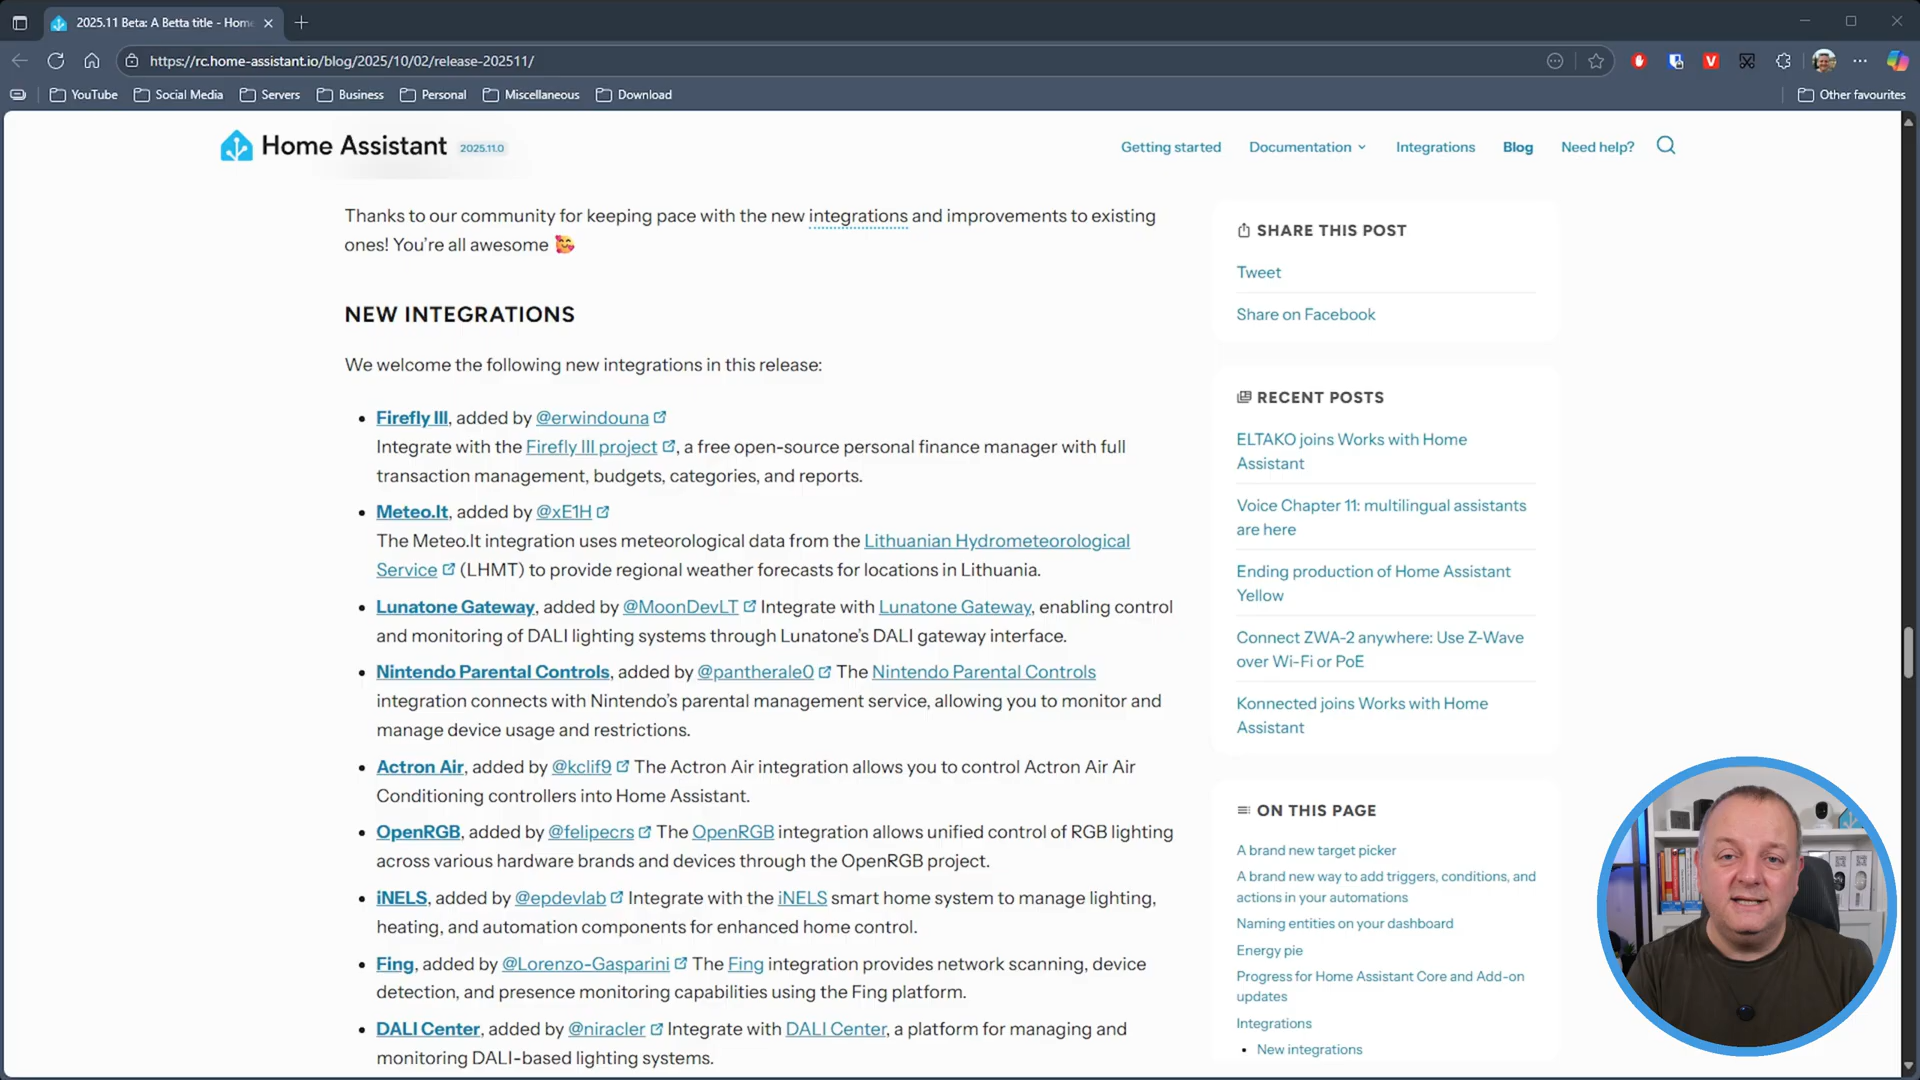 2025.11 Beta: A Betta title - Hom
https://rc.home-assistant.io/blog/2025/10/02/release-202511/
YouTube
Social Media
Servers
Business
Personal
Miscellaneous
Download
Other favourites
Home Assistant 2025.11.0
Getting started
Documentation
Integrations
Blog
Need help?
Thanks to our community for keeping pace with the new integrations and improvements to existing
ones! You're all awesome 🥰
NEW INTEGRATIONS
We welcome the following new integrations in this release:
• Firefly III, added by @erwindouna
Integrate with the Firefly III project, a free open-source personal finance manager with full
transaction management, budgets, categories, and reports.
• Meteo.lt, added by @xE1H
The Meteo.lt integration uses meteorological data from the Lithuanian Hydrometeorological
Service (LHMT) to provide regional weather forecasts for locations in Lithuania.
• Lunatone Gateway, added by @MoonDevLT Integrate with Lunatone Gateway, enabling control
and monitoring of DALI lighting systems through Lunatone's DALI gateway interface.
• Nintendo Parental Controls, added by @pantherale0 The Nintendo Parental Controls
integration connects with Nintendo's parental management service, allowing you to monitor and
manage device usage and restrictions.
• Actron Air, added by @kclif9 The Actron Air integration allows you to control Actron Air Air
Conditioning controllers into Home Assistant.
• OpenRGB, added by @felipecrs The OpenRGB integration allows unified control of RGB lighting
across various hardware brands and devices through the OpenRGB project.
• iNELS, added by @epdevlab Integrate with the iNELS smart home system to manage lighting,
heating, and automation components for enhanced home control.
• Fing, added by @Lorenzo-Gasparini The Fing integration provides network scanning, device
detection, and presence monitoring capabilities using the Fing platform.
• DALI Center, added by @niracler Integrate with DALI Center, a platform for managing and
monitoring DALI-based lighting systems.
SHARE THIS POST
Tweet
Share on Facebook
RECENT POSTS
ELTAKO joins Works with Home
Assistant
Voice Chapter 11: multilingual assistants
are here
Ending production of Home Assistant
Yellow
Connect ZWA-2 anywhere: Use Z-Wave
over Wi-Fi or PoE
Konnected joins Works with Home
Assistant
ON THIS PAGE
A brand new target picker
A brand new way to add triggers, conditions, and
actions in your automations
Naming entities on your dashboard
Energy pie
Progress for Home Assistant Core and Add-on
updates
Integrations
• New integrations